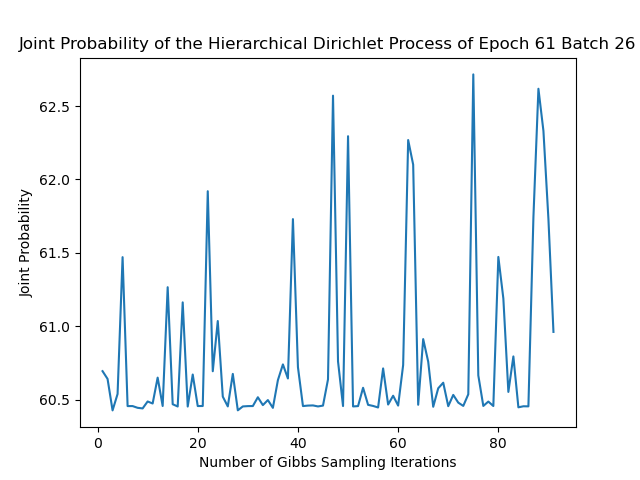 Joint Probability of the Hierarchical Dirichlet Process of Epoch 61 Batch 26
62.5
62.0
61.5
61.0
60.5
Joint Probability
0 20 40 60 80
Number of Gibbs Sampling Iterations